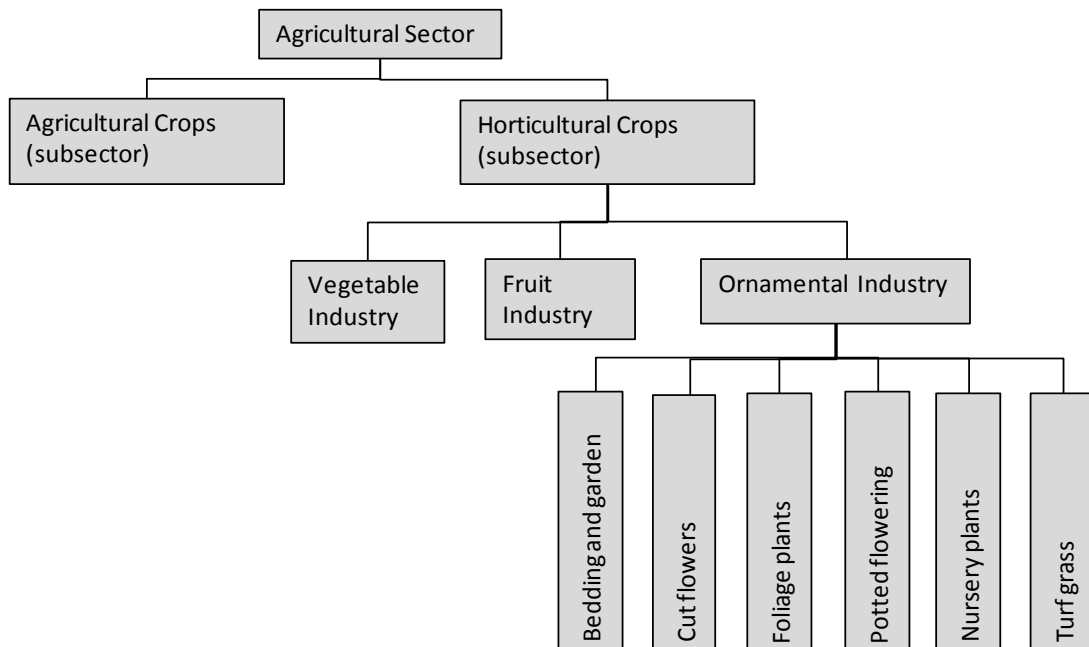 Agricultural Sector
Agricultural Crops
(subsector)
Horticultural Crops
(subsector)
Vegetable
Industry
Fruit
Industry
Ornamental Industry
Bedding and garden
Cut flowers
Foliage plants
Potted flowering
Nursery plants
Turf grass